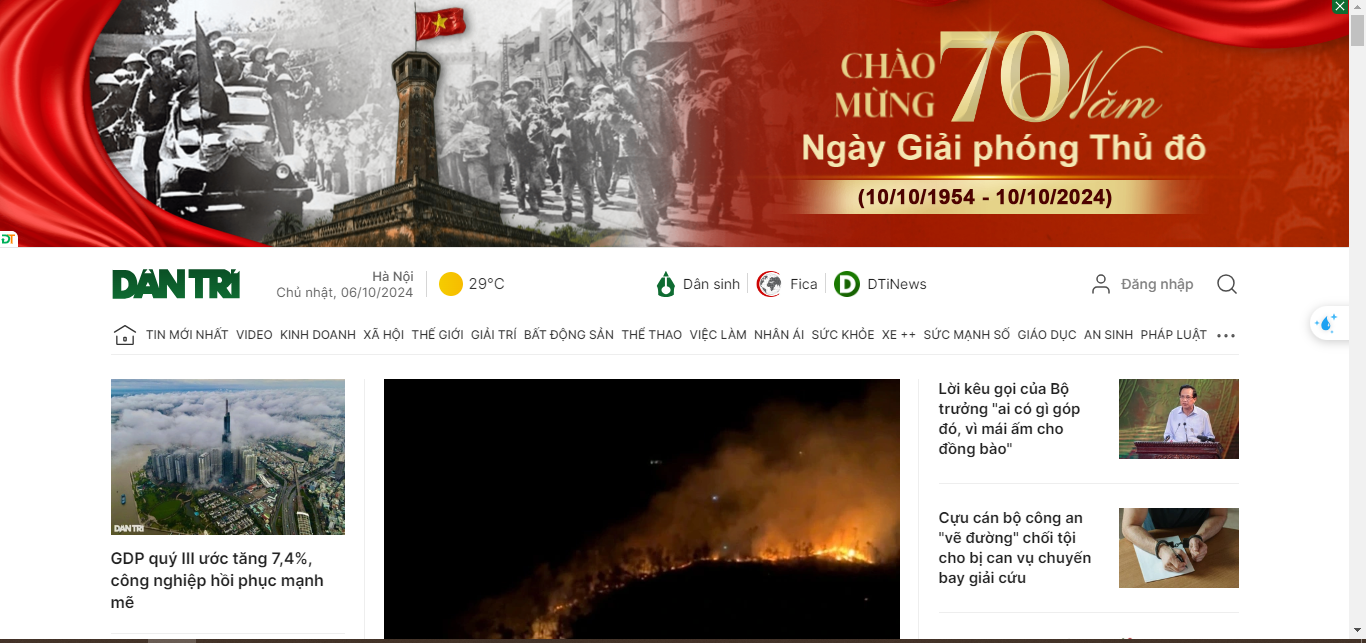 CHÀO
MỪNG
70 Năm
Ngày Giải phóng Thủ đô
(10/10/1954 - 10/10/2024)
DT
DÂN TRÍ
Hà Nội
Chủ nhật, 06/10/2024
29°C
Dân sinh
Fica
D
DTiNews
Đăng nhập
TIN MỚI NHẤT VIDEO KINH DOANH XÃ HỘI THẾ GIỚI GIẢI TRÍ BẤT ĐỘNG SẢN THỂ THAO VIỆC LÀM NHÂN ÁI SỨC KHỎE XE ++ SỨC MẠNH SỐ GIÁO DỤC AN SINH PHÁP LUẬT
DÂN TRÍ
GDP quý III ước tăng 7,4%,
công nghiệp hồi phục mạnh
mẽ
Lời kêu gọi của Bộ
trưởng "ai có gì góp
đó, vì mái ấm cho
đồng bào"
Cựu cán bộ công an
"vẽ đường" chối tội
cho bị can vụ chuyến
bay giải cứu